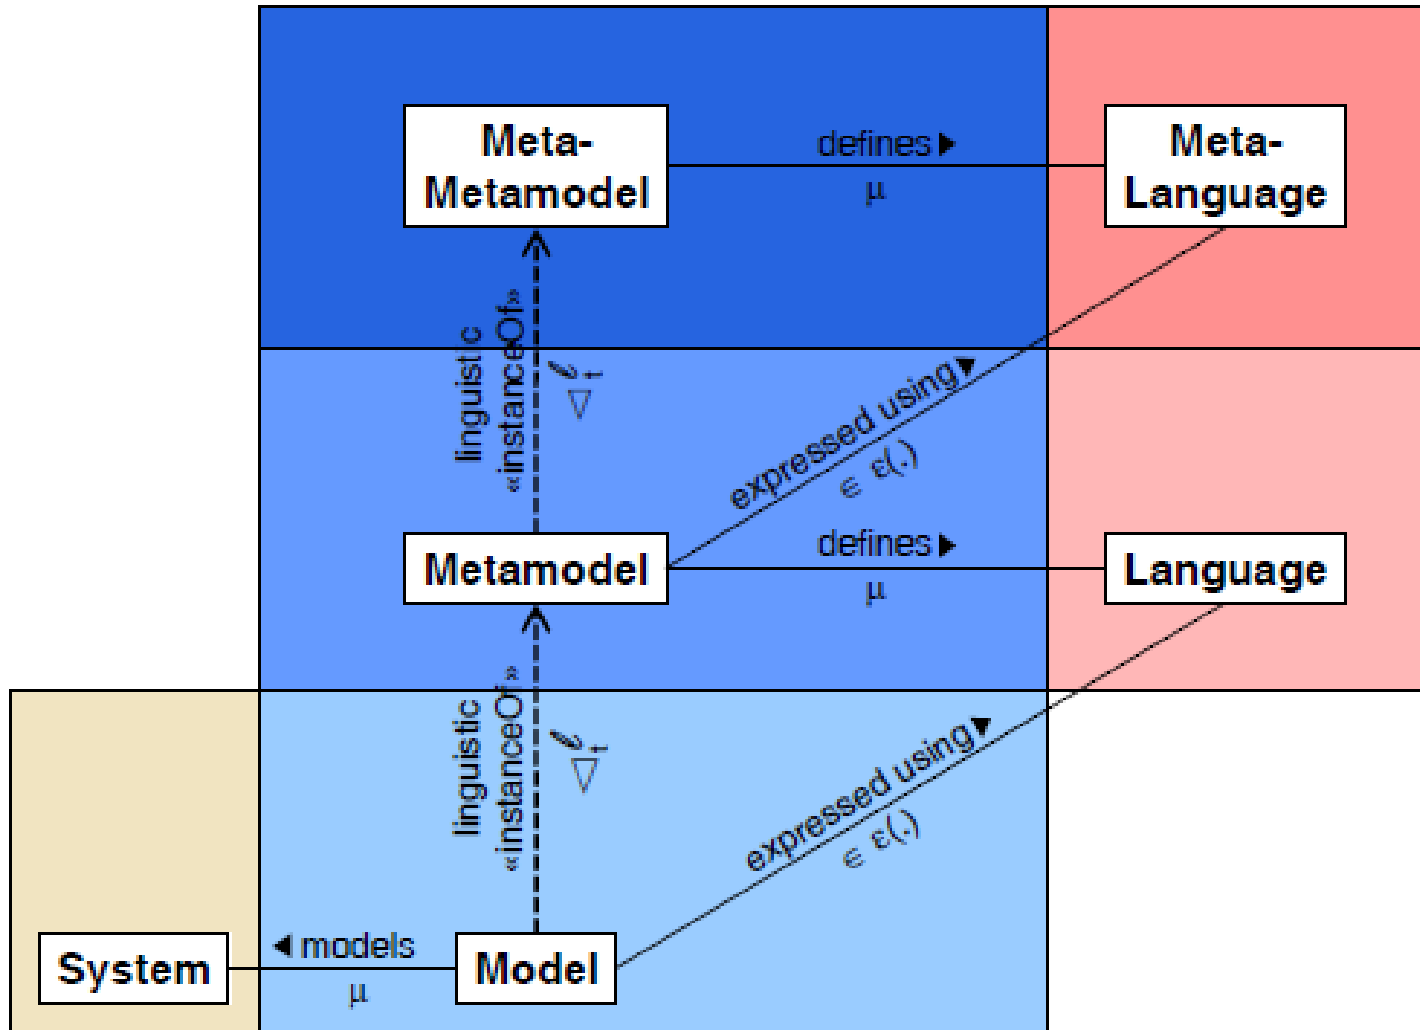 Meta-
Metamodel
defines ▶
μ
Meta-
Language
linguistic
«instanceOf»
ℓ
◁ t
expressed using ▶
∈ ε(.)
Metamodel
defines ▶
μ
Language
linguistic
«instanceOf»
ℓ
◁ t
expressed using ▶
∈ ε(.)
System
◀ models
μ
Model